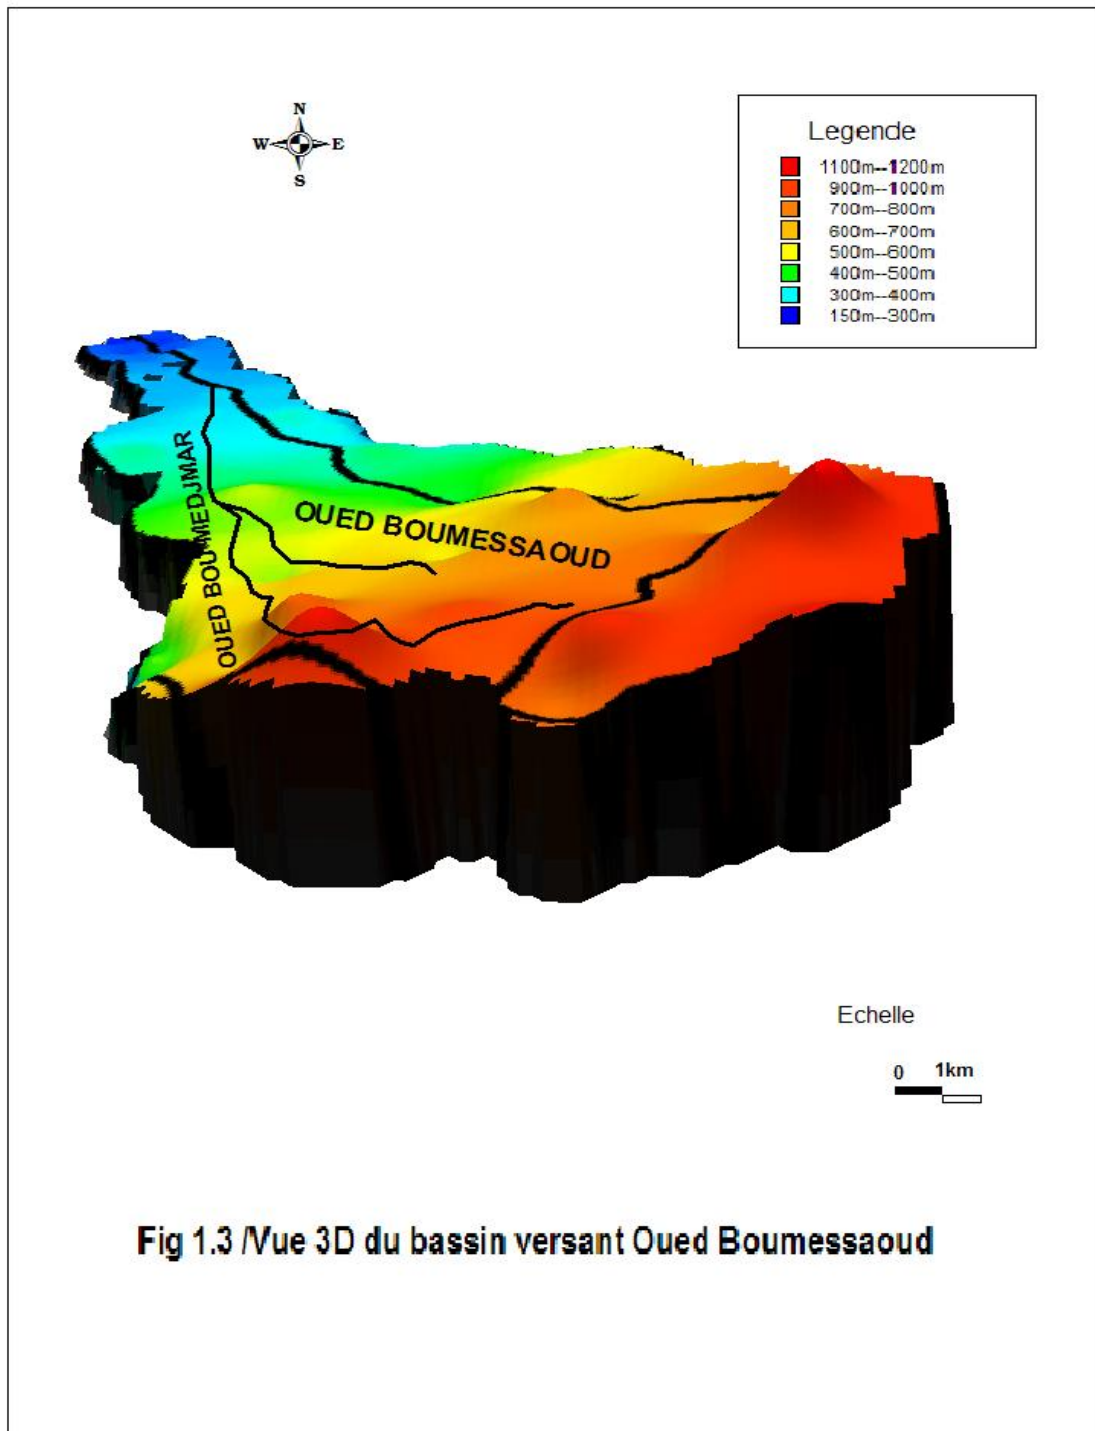 N
W E
S
Legende
1100m--1200m
900m--1000m
700m--800m
600m--700m
500m--600m
400m--500m
300m--400m
150m--300m
OUED BOUMEDJMAR
OUED BOUMESSAOUD
Echelle
0 1km
Fig 1.3 /Vue 3D du bassin versant Oued Boumessaoud